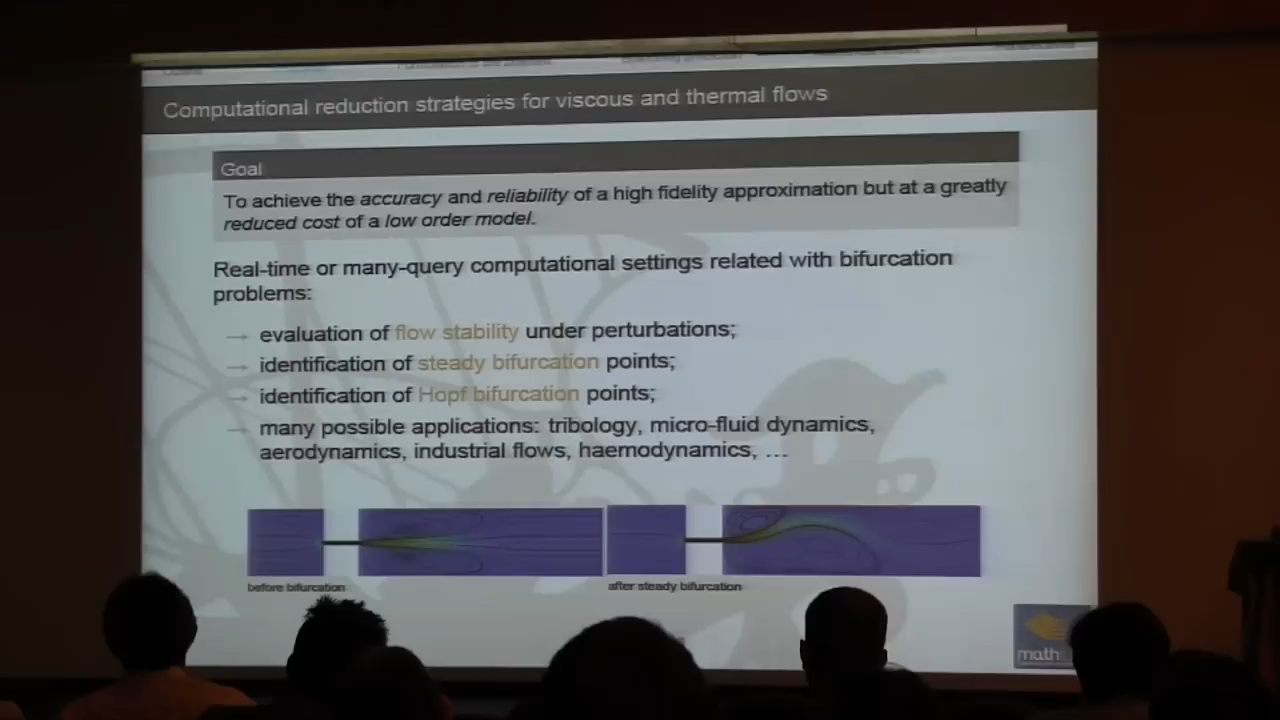 Computational reduction strategies for viscous and thermal flows
Goal
To achieve the accuracy and reliability of a high fidelity approximation but at a greatly
reduced cost of a low order model.
Real-time or many-query computational settings related with bifurcation
problems:
→ evaluation of flow stability under perturbations;
→ identification of steady bifurcation points;
→ identification of Hopf bifurcation points;
→ many possible applications: tribology, micro-fluid dynamics,
aerodynamics, industrial flows, haemodynamics, ...
before bifurcation
after steady bifurcation
math